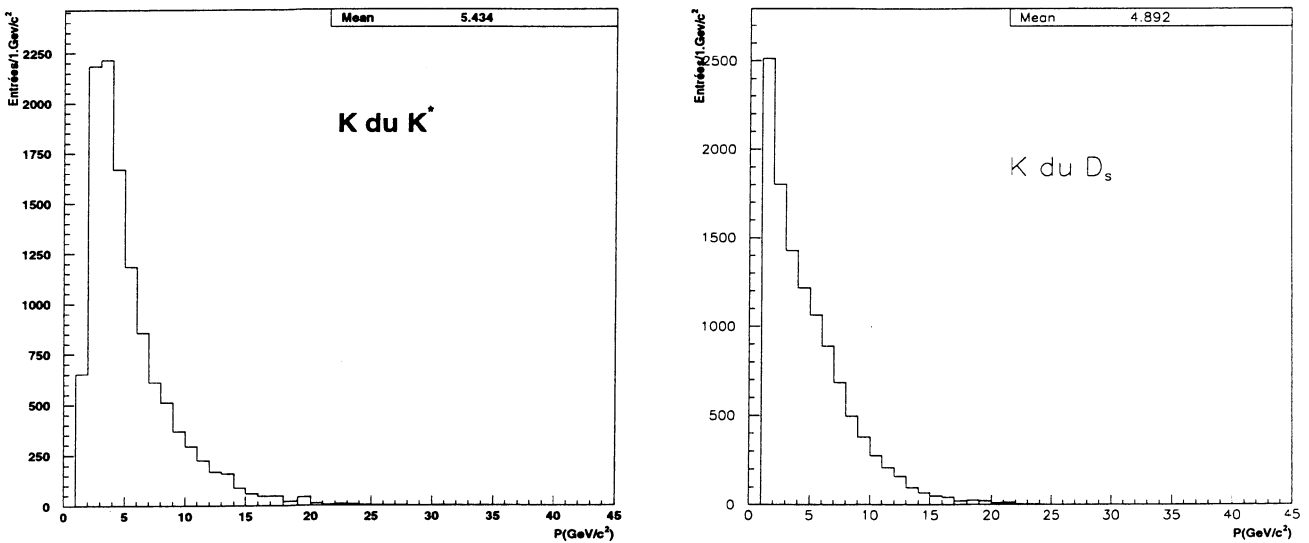 Mean 5.434
Entrées/1.Gev/c²
2250
2000
1750
1500
1250
1000
750
500
250
0
K du K*
0 5 10 15 20 25 30 35 40 45
P(GeV/c²)
Mean 4.892
Entrées/1.Gev/c²
2500
2000
1500
1000
500
0
K du Ds
0 5 10 15 20 25 30 35 40 45
P(GeV/c²)